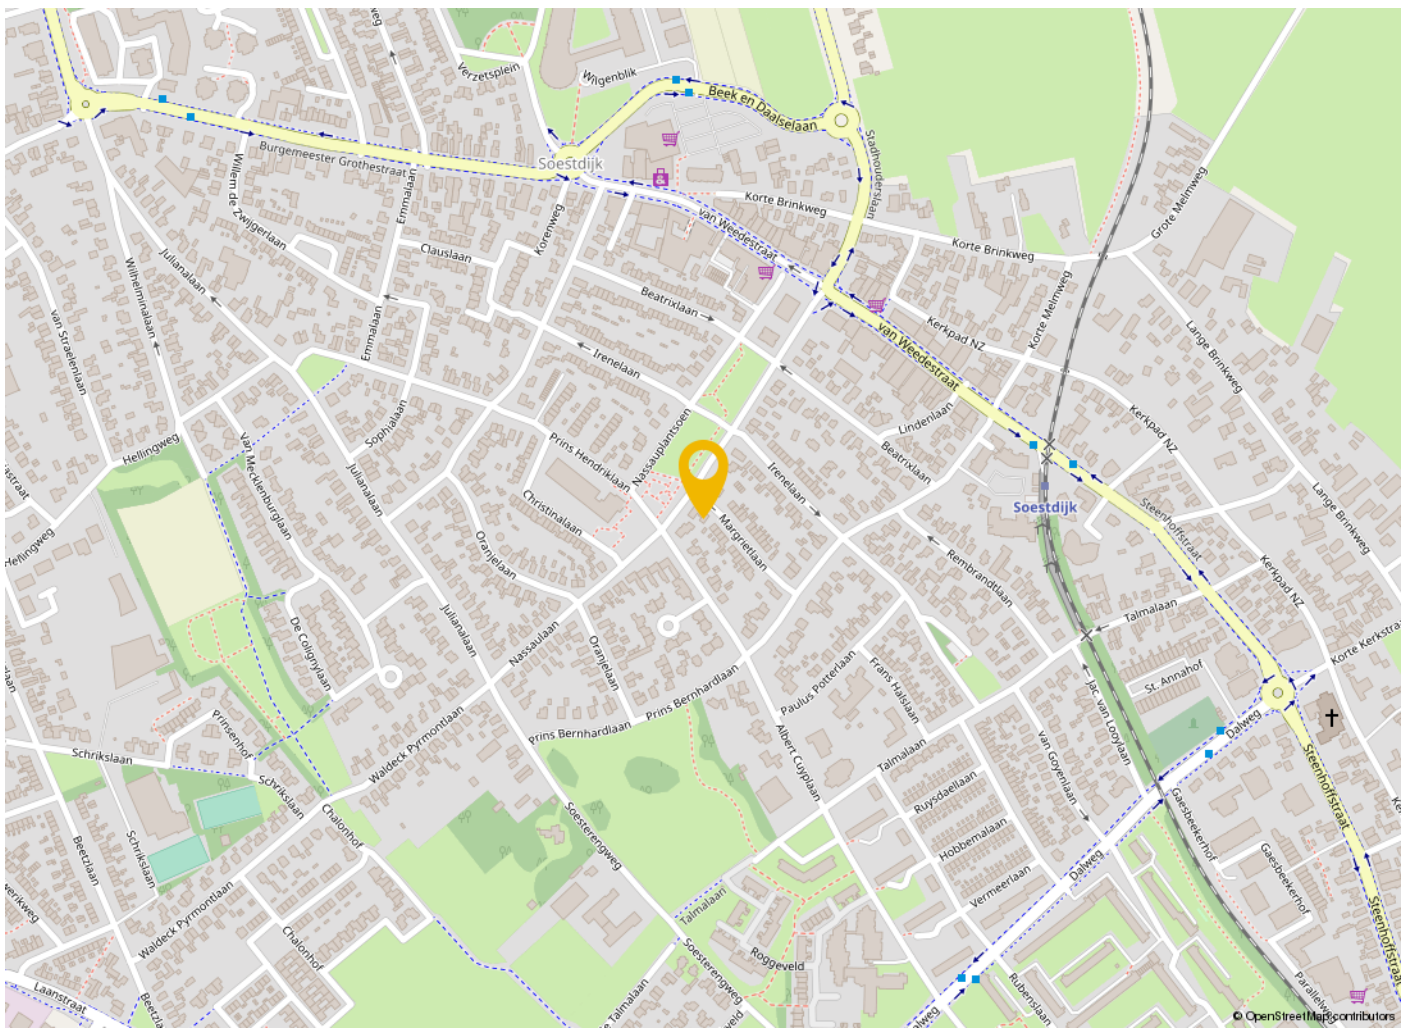 Verzetsplein
Wilgenblik
Beek en Daalselaan
Stadhouderslaan
Soestdijk
Burgemeester Grothestraat
Willem de Zwijgerlaan
Emmalaan
Korenweg
Clauslaan
van Weedestraat
Korte Brinkweg
Korte Brinkweg
Grote Melmweg
Julianalaan
Wilhelminalaan
van Straelenlaan
Emmalaan
Beatrixlaan
Irenelaan
Korte Melmweg
Kerkpad NZ
van Weedestraat
Lange Brinkweg
Kerkpad NZ
Lindenlaan
Beatrixlaan
Sophialaan
Hellingweg
van Mecklenburglaan
Julianalaan
Prins Hendriklaan
Nassauplantsoen
Christinalaan
Irenelaan
Margrietlaan
Soestdijk
Steenhoffstraat
Lange Brinkweg
Hellingweg
Oranjelaan
Rembrandtlaan
Kerkpad NZ
Talmalaan
Korte Kerkstra
De Colignylaan
Julianalaan
Nassaulaan
Oranjelaan
Prins Bernhardlaan
Prins Bernhardlaan
Paulus Potterlaan
Frans Halslaan
St. Annahof
Jac. van Looylaan
Dalweg
Prinsenhof
Schrikslaan
Schrikslaan
Waldeck Pyrmontlaan
Albert Cuyplaan
Talmalaan
van Goyenlaan
Ruysdaellaan
Hobbemalaan
Vermeerlaan
Dalweg
Gaesbeekerhof
Gaesbeekerhof
Steenhoffstraat
Chalonhof
Soesterengweg
Beetzlaan
Schrikslaan
Waldeck Pyrmontlaan
Chalonhof
Talmalaan
Soesterengweg
Roggeveld
Rubenslaan
Laanstraat
Beetzlaan
e Talmalaan
Steenhoffstraat
© OpenStreetMap contributors